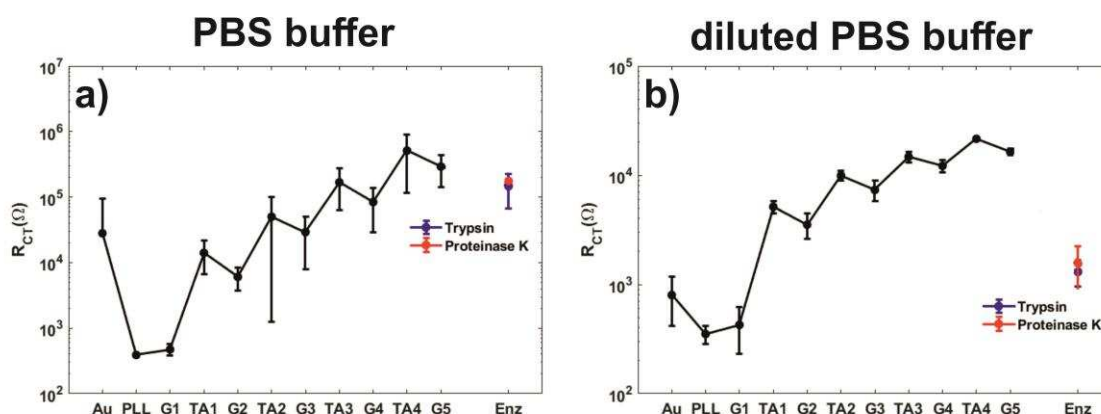 PBS buffer
diluted PBS buffer
a)
10^7
10^6
10^5
10^4
10^3
10^2
R_CT(Ω)
Trypsin
Proteinase K
Au PLL G1 TA1 G2 TA2 G3 TA3 G4 TA4 G5 Enz
b)
10^5
10^4
10^3
10^2
R_CT(Ω)
Trypsin
Proteinase K
Au PLL G1 TA1 G2 TA2 G3 TA3 G4 TA4 G5 Enz